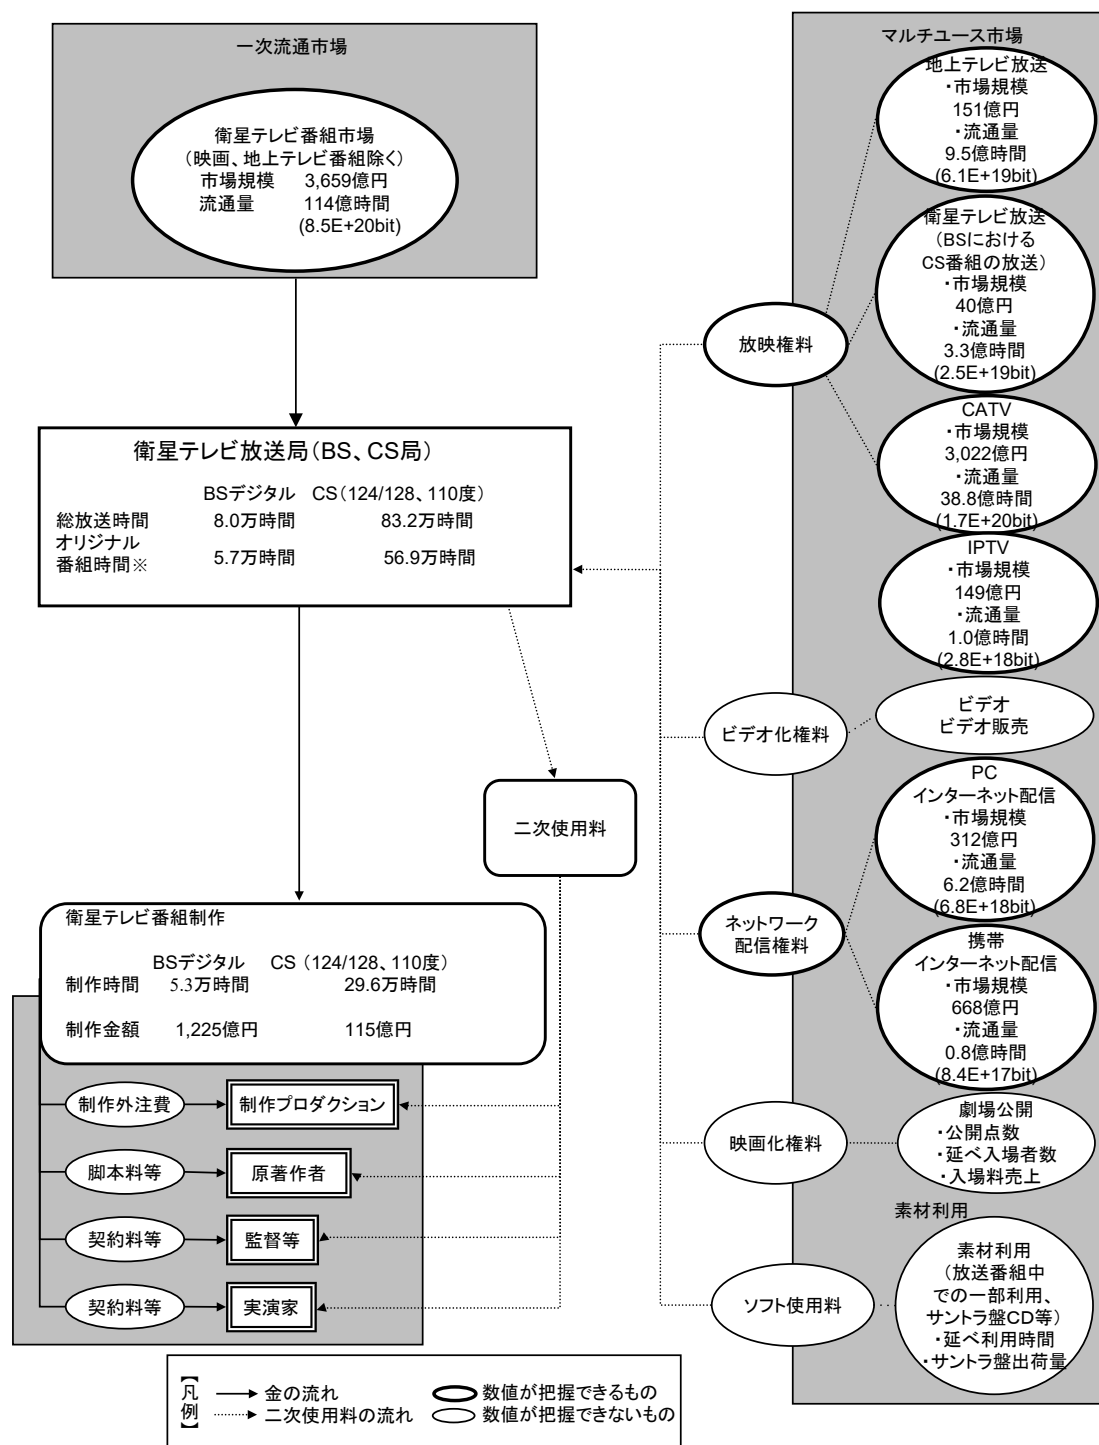 一次流通市場
衛星テレビ番組市場
（映画、地上テレビ番組除く）
市場規模 3,659億円
流通量 114億時間
(8.5E+20bit)
衛星テレビ放送局（BS、CS局）
BSデジタル CS（124/128、110度）
総放送時間 8.0万時間 83.2万時間
オリジナル
番組時間※ 5.7万時間 56.9万時間
二次使用料
衛星テレビ番組制作
BSデジタル CS （124/128、110度）
制作時間 5.3万時間 29.6万時間
制作金額 1,225億円 115億円
制作外注費 制作プロダクション
脚本料等 原著作者
契約料等 監督等
契約料等 実演家
放映権料
ビデオ化権料
ネットワーク
配信権料
映画化権料
ソフト使用料
マルチユース市場
地上テレビ放送
・市場規模
151億円
・流通量
9.5億時間
(6.1E+19bit)
衛星テレビ放送
（BSにおける
CS番組の放送）
・市場規模
40億円
・流通量
3.3億時間
(2.5E+19bit)
CATV
・市場規模
3,022億円
・流通量
38.8億時間
(1.7E+20bit)
IPTV
・市場規模
149億円
・流通量
1.0億時間
(2.8E+18bit)
ビデオ
ビデオ販売
PC
インターネット配信
・市場規模
312億円
・流通量
6.2億時間
(6.8E+18bit)
携帯
インターネット配信
・市場規模
668億円
・流通量
0.8億時間
(8.4E+17bit)
劇場公開
・公開点数
・延べ入場者数
・入場料売上
素材利用
素材利用
（放送番組中
での一部利用、
サントラ盤CD等）
・延べ利用時間
・サントラ盤出荷量
【凡例】
金の流れ 数値が把握できるもの
二次使用料の流れ 数値が把握できないもの